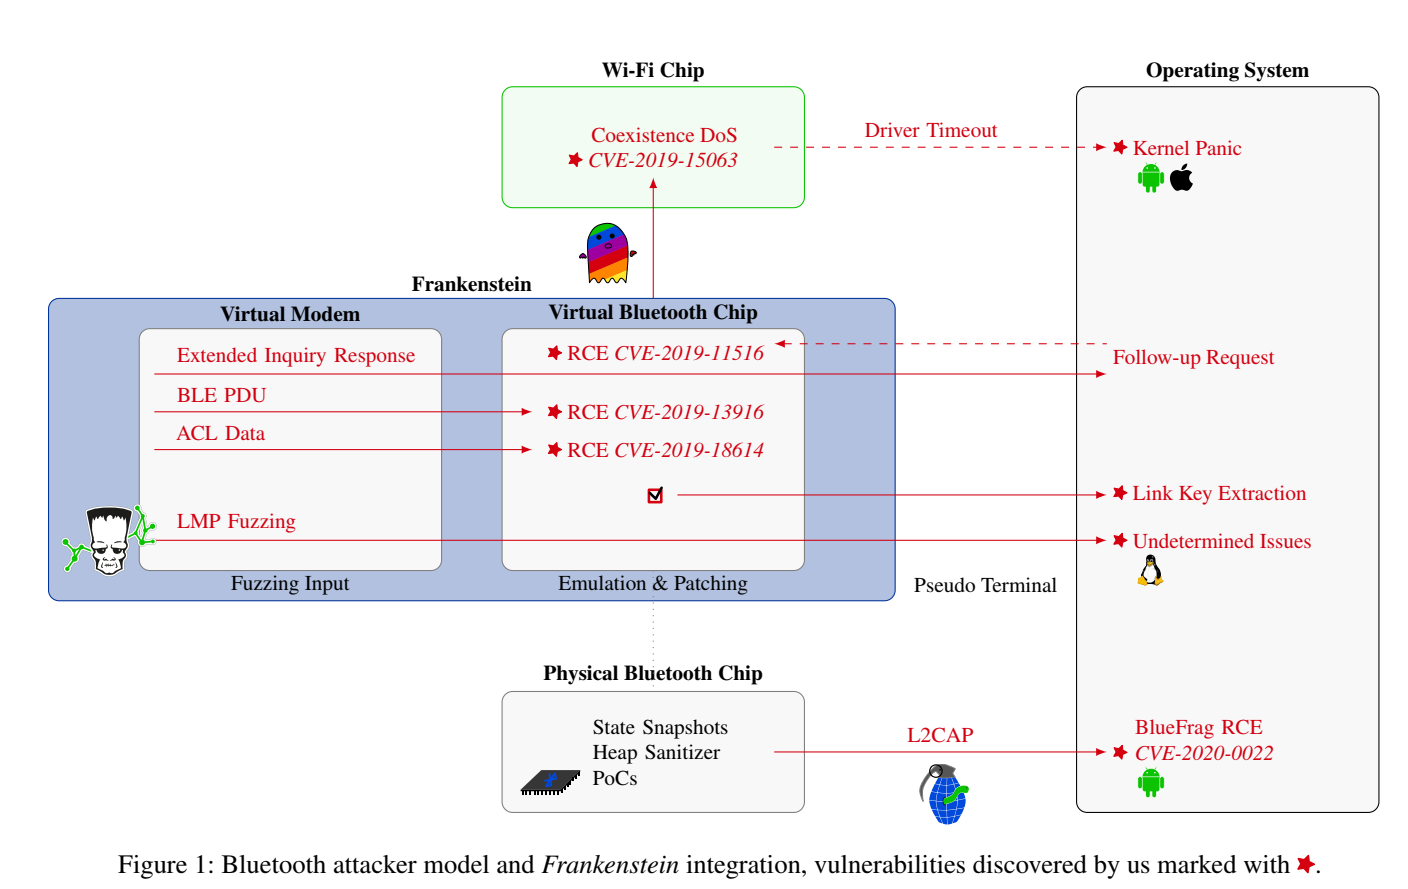 Wi-Fi Chip
Operating System
Coexistence DoS
CVE-2019-15063
Driver Timeout
Kernel Panic
Frankenstein
Virtual Modem
Virtual Bluetooth Chip
Extended Inquiry Response
RCE CVE-2019-11516
Follow-up Request
BLE PDU
RCE CVE-2019-13916
ACL Data
RCE CVE-2019-18614
Link Key Extraction
LMP Fuzzing
Undetermined Issues
Fuzzing Input
Emulation & Patching
Pseudo Terminal
Physical Bluetooth Chip
State Snapshots
Heap Sanitizer
PoCs
L2CAP
BlueFrag RCE
CVE-2020-0022
Figure 1: Bluetooth attacker model and Frankenstein integration, vulnerabilities discovered by us marked with ★.